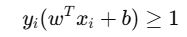 yᵢ(wᵀxᵢ + b) ≥ 1